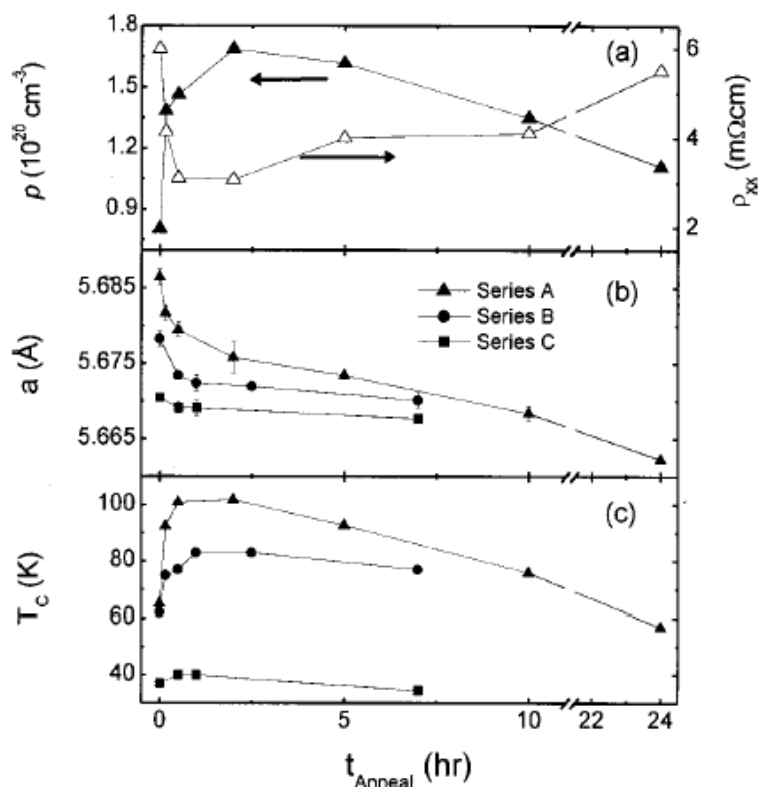 1.8
1.5
1.2
0.9
p (10²⁰ cm⁻³)
(a)
6
4
2
ρxx (mΩcm)
5.685
5.675
5.665
a (Å)
Series A
Series B
Series C
(b)
100
80
60
40
T_C (K)
(c)
0 5 10 22 24
t_Anneal (hr)